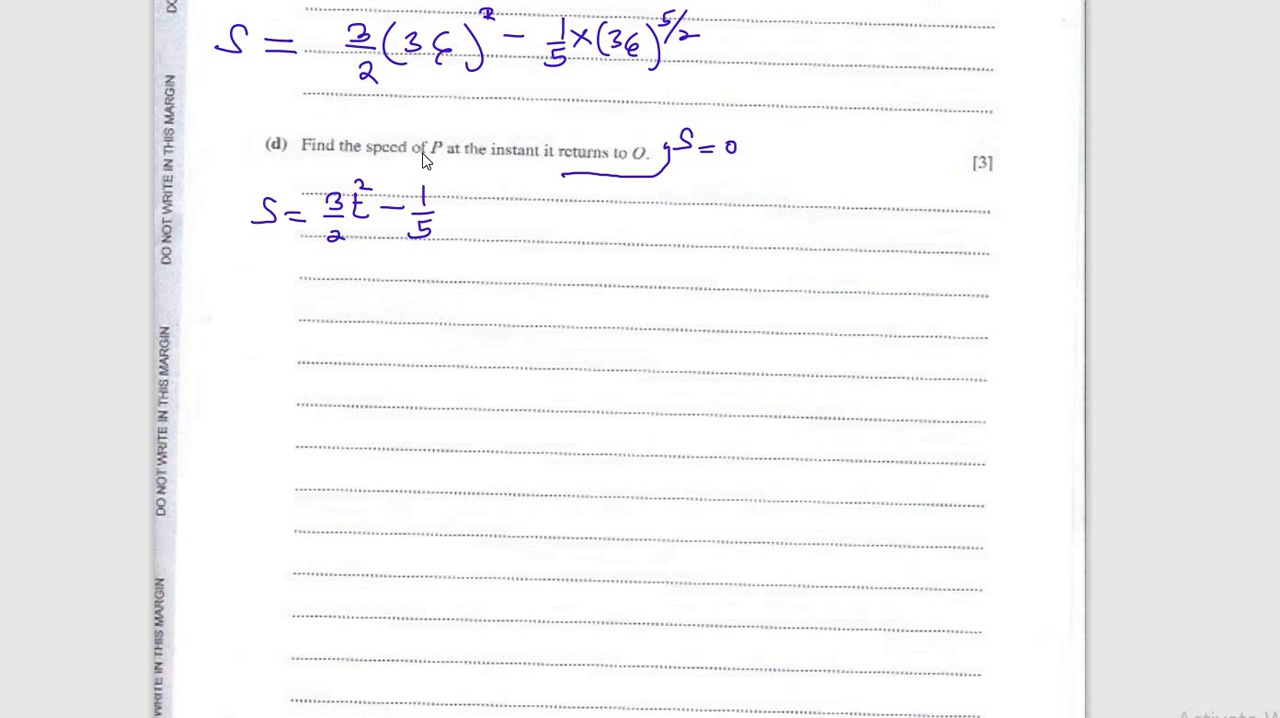 S = 3/2 (36)² - 1/5 × (36)^5/2
(d) Find the speed of P at the instant it returns to O. S = 0
[3]
S = 3/2 t² - 1/5
DO NOT WRITE IN THIS MARGIN
DO NOT WRITE IN THIS MARGIN
WRITE IN THIS MARGIN